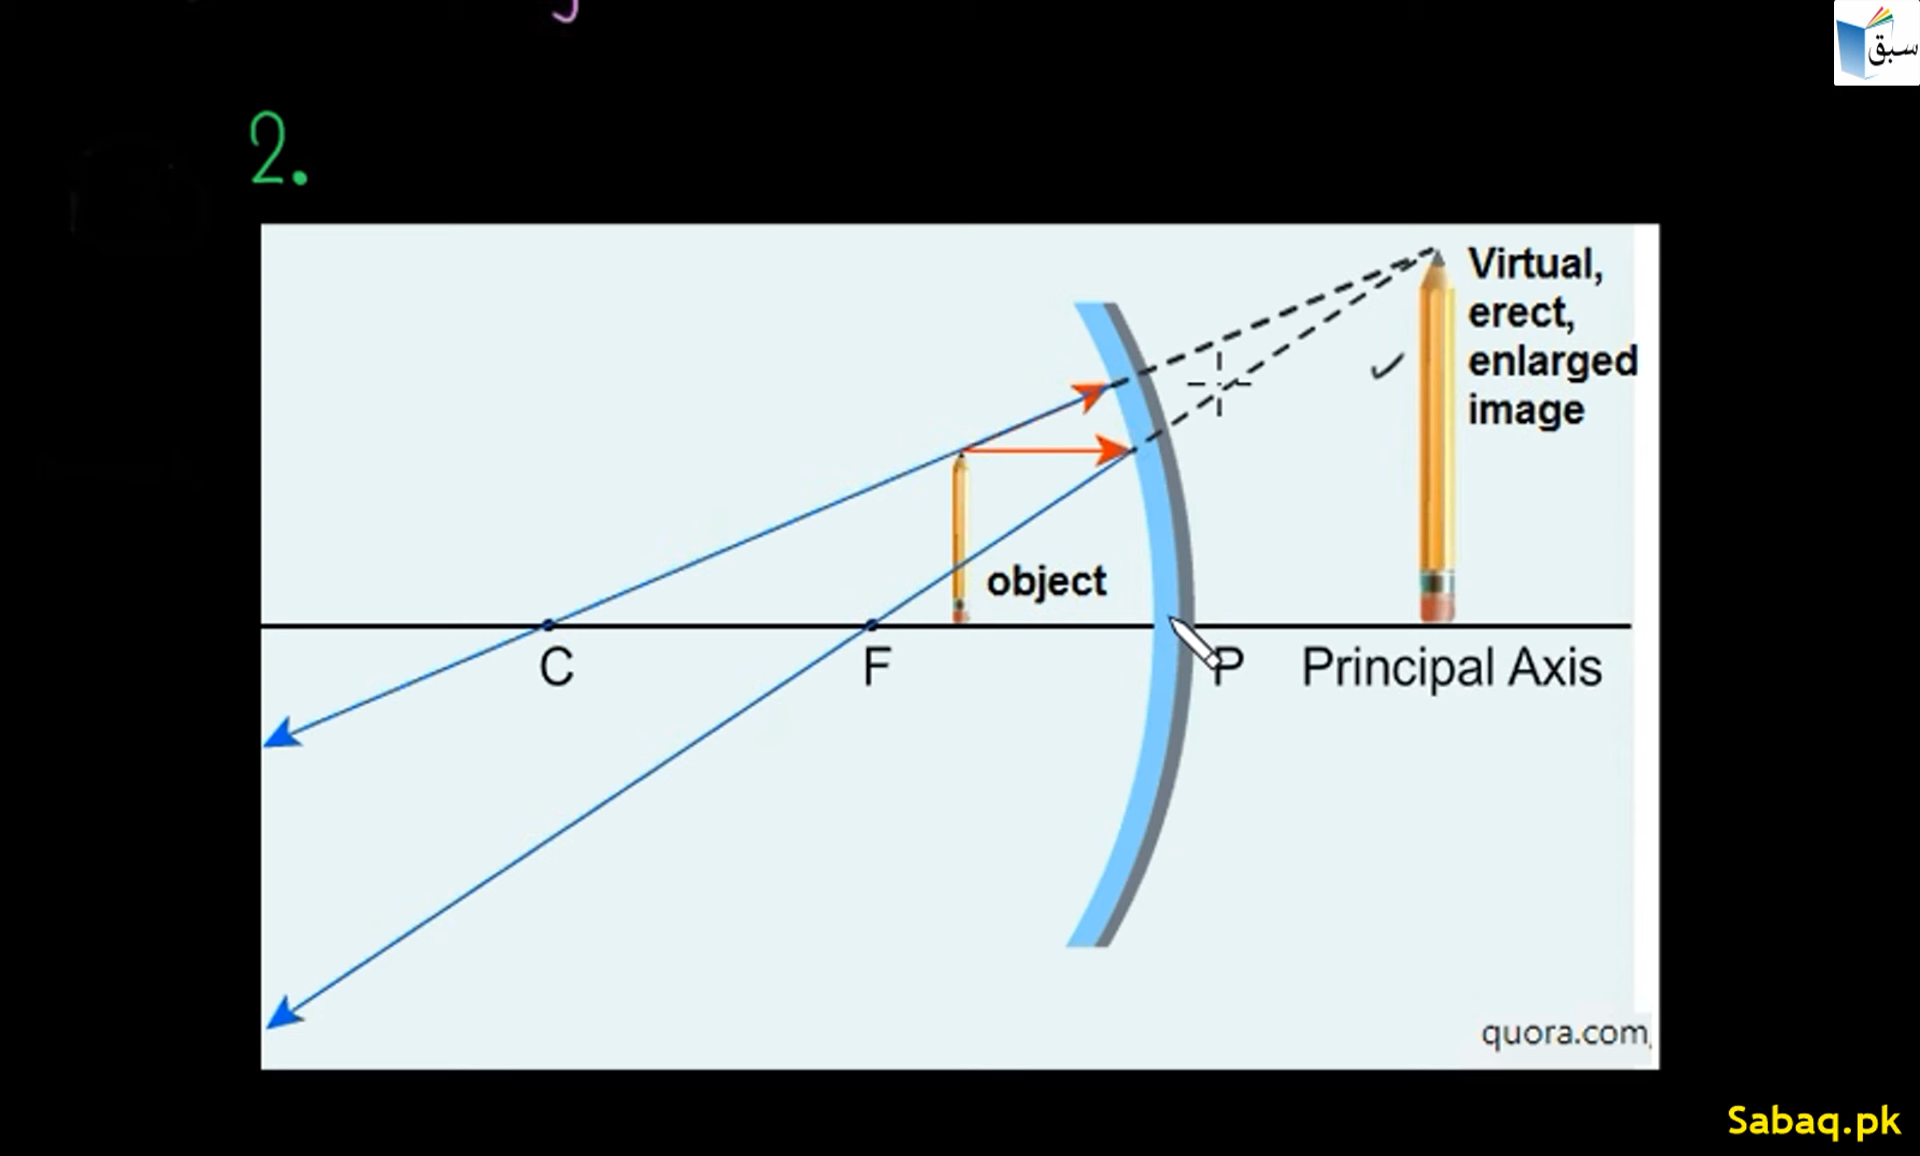 سبق
2.
Virtual,
erect,
enlarged
image
object
C
F
P
Principal Axis
quora.com,
Sabaq.pk